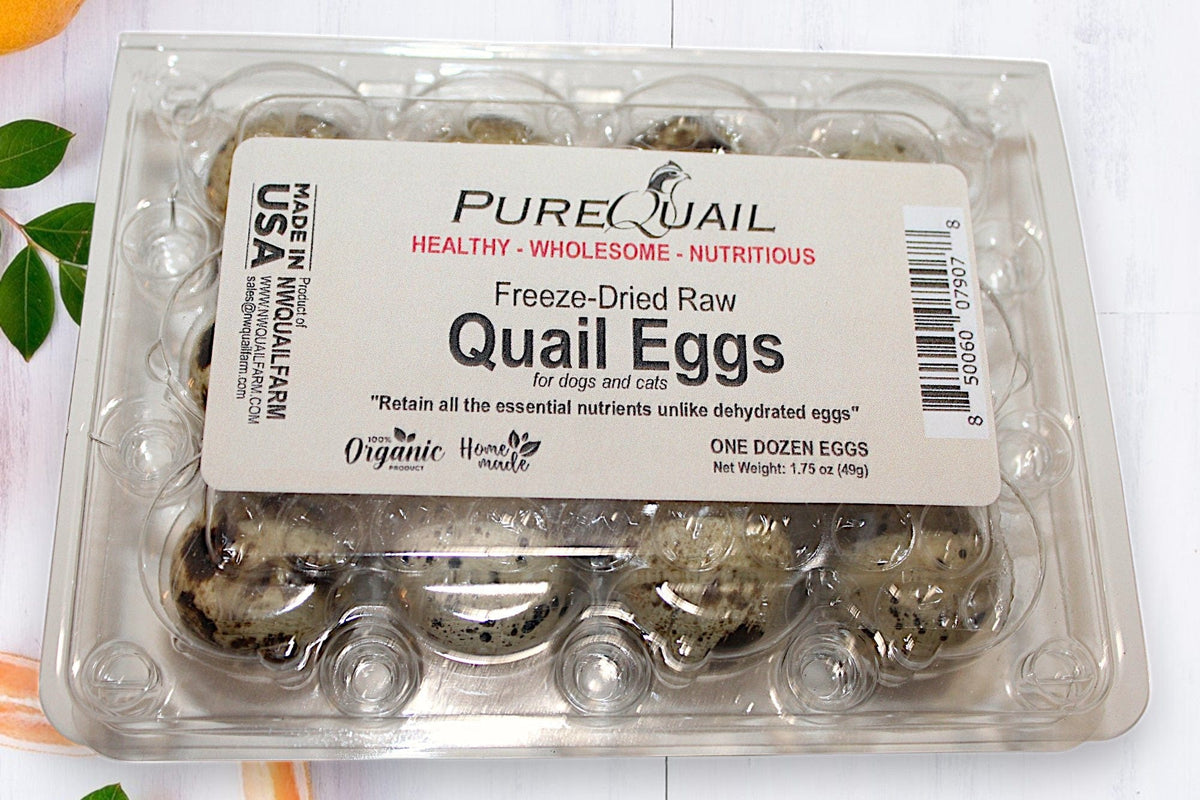 PUREQUAIL
HEALTHY - WHOLESOME - NUTRITIOUS
Freeze-Dried Raw
Quail Eggs
for dogs and cats
"Retain all the essential nutrients unlike dehydrated eggs"
100%
Organic
PRODUCT
Home
made
ONE DOZEN EGGS
Net Weight: 1.75 oz (49g)
MADE IN
USA
Product of
NWQUAILFARM
WWW.NWQUAILFARM.COM
sales@nwquailfarm.com
8 07907 50060 8